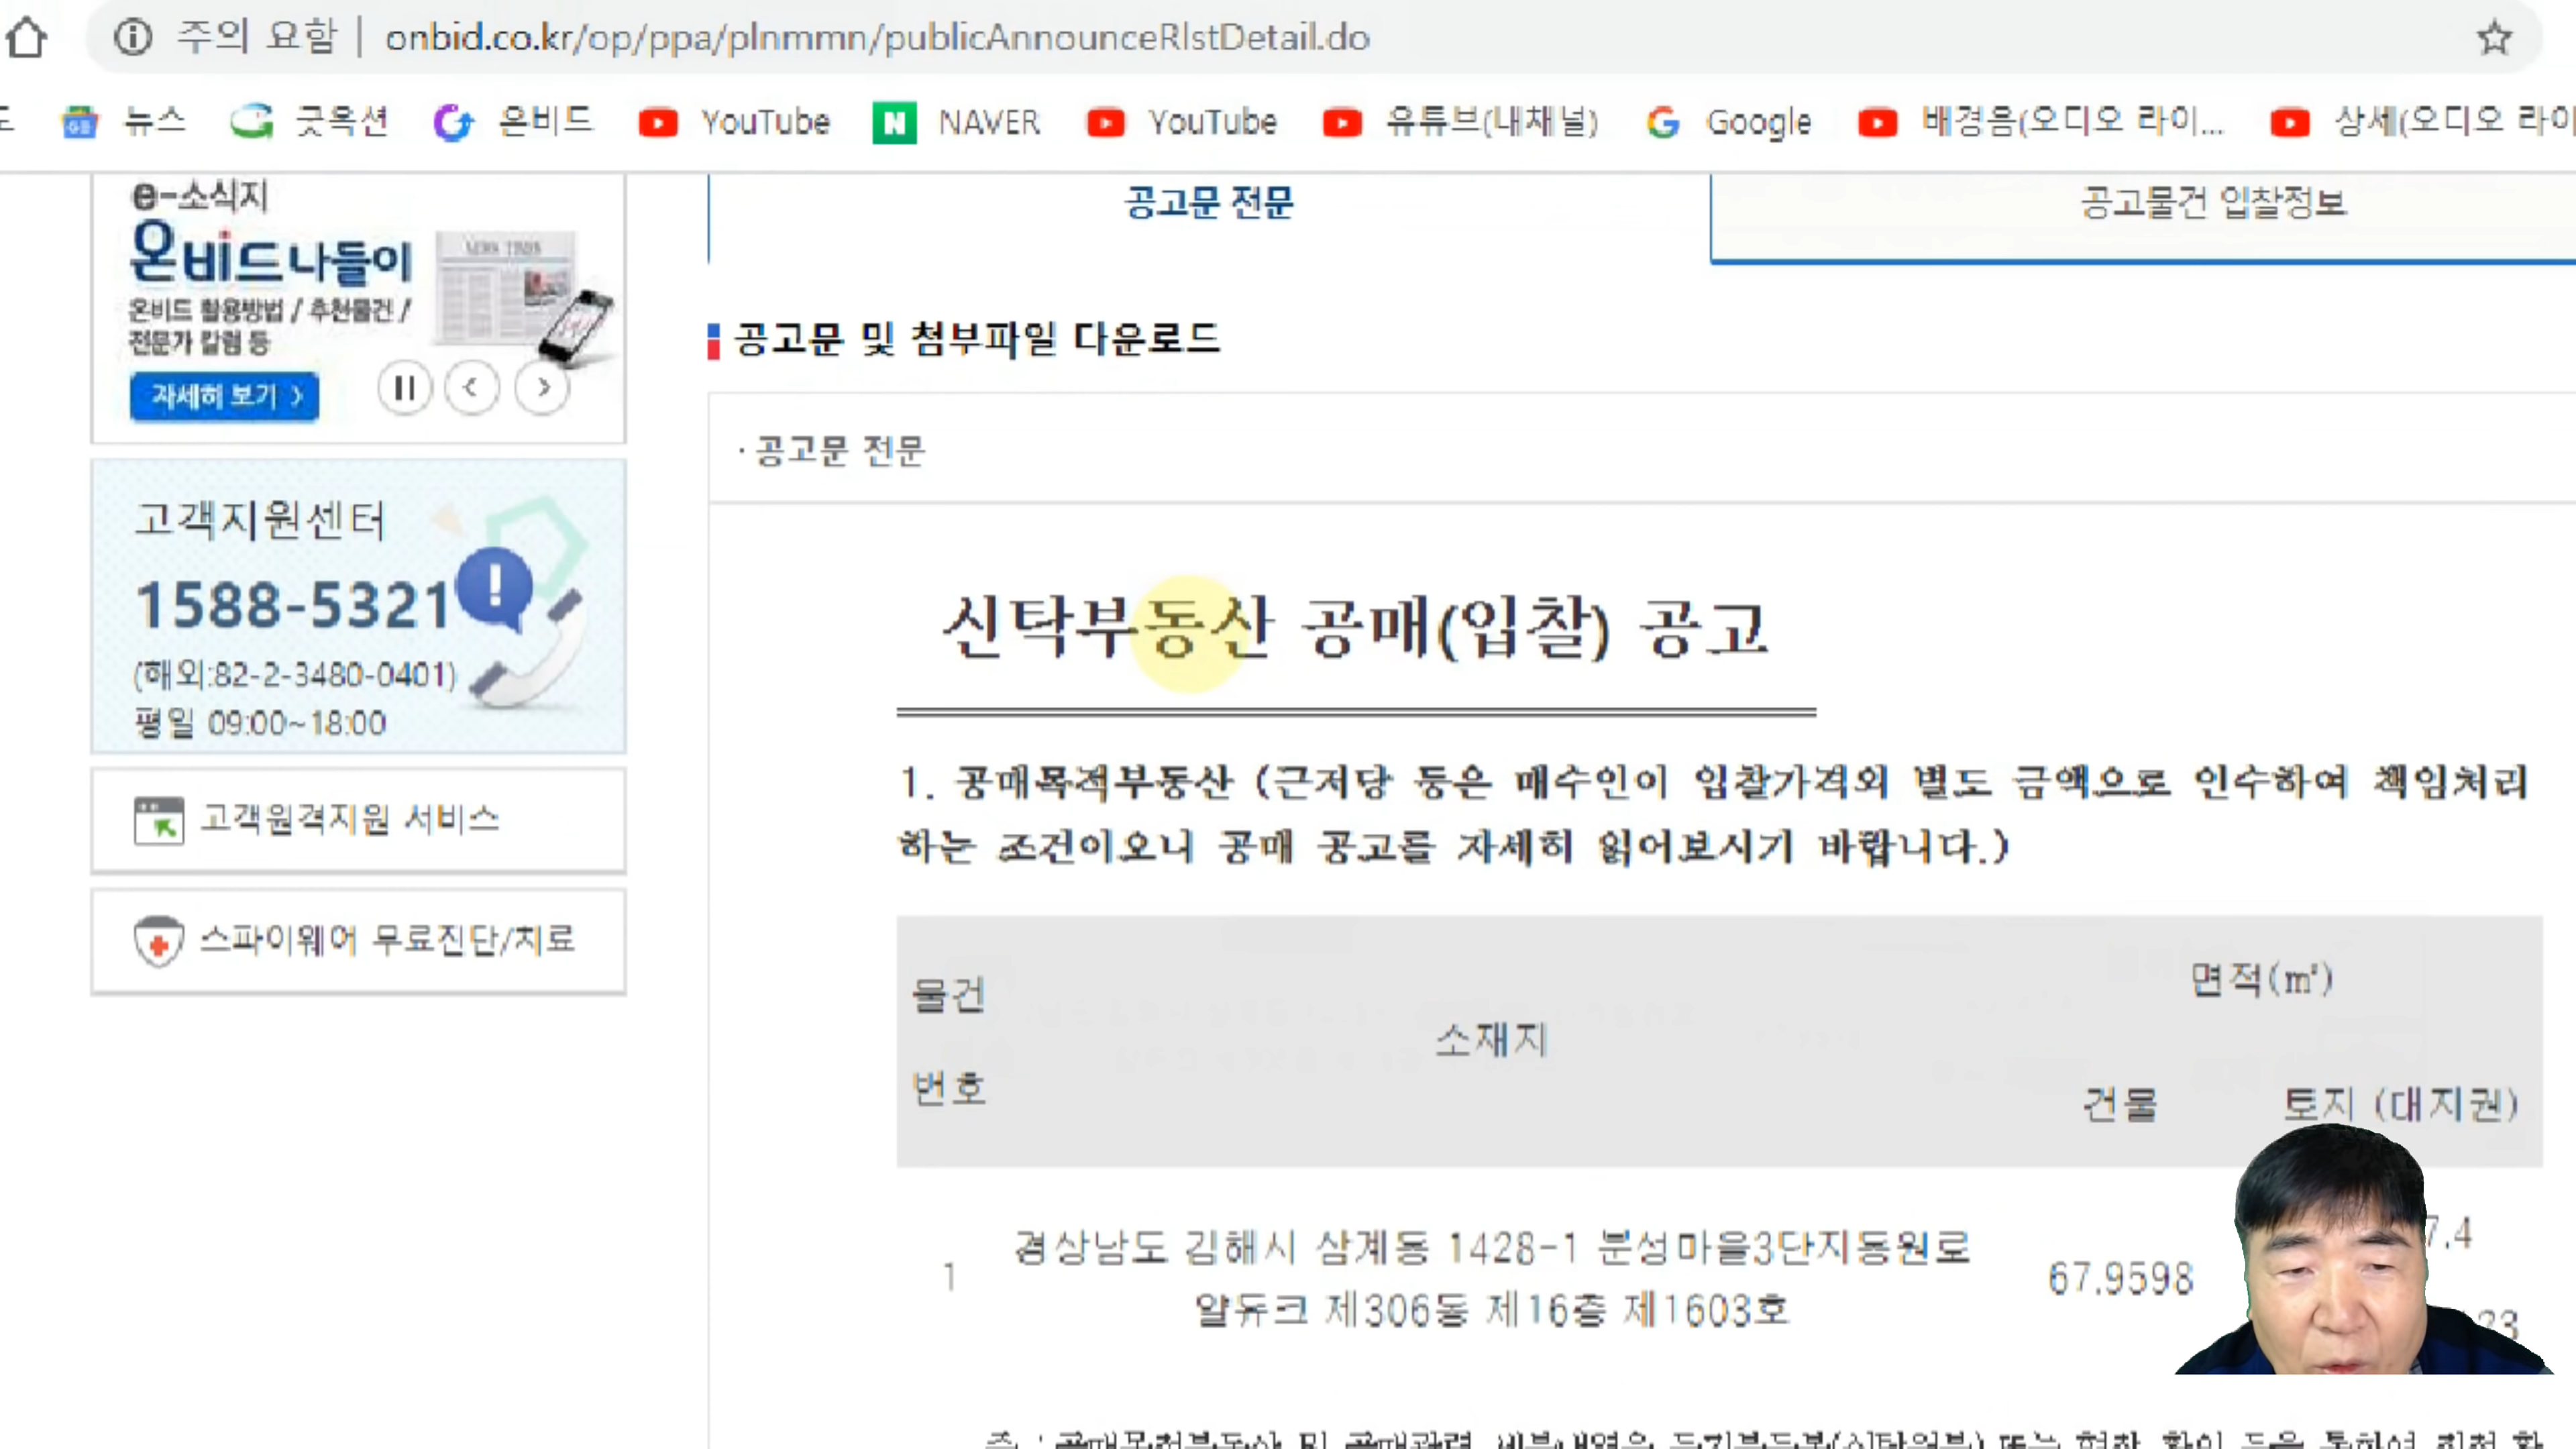 주의 요함 | onbid.co.kr/op/ppa/plnmmn/publicAnnounceRlstDetail.do
뉴스 굿옥션 온비드 YouTube NAVER YouTube 유튜브(내채널) Google 배경음(오디오 라이... 상세(오디오 라이
e-소식지
온비드나들이
온비드 활용방법 / 추천물건 /
전문가 칼럼 등
자세히 보기
고객지원센터
1588-5321
(해외:82-2-3480-0401)
평일 09:00~18:00
고객원격지원 서비스
스파이웨어 무료진단/치료
공고문 전문
공고물건 입찰정보
공고문 및 첨부파일 다운로드
· 공고문 전문
신탁부동산 공매(입찰) 공고
1. 공매목적부동산 (근저당 등은 매수인이 입찰가격외 별도 금액으로 인수하여 책임처리
하는 조건이오니 공매 공고를 자세히 읽어보시기 바랍니다.)
물건
번호
소재지
면적(㎡)
건물
토지 (대지권)
1
경상남도 김해시 삼계동 1428-1 분성마을3단지동원로
얄듀크 제306동 제16층 제1603호
67.9598
7.4
23